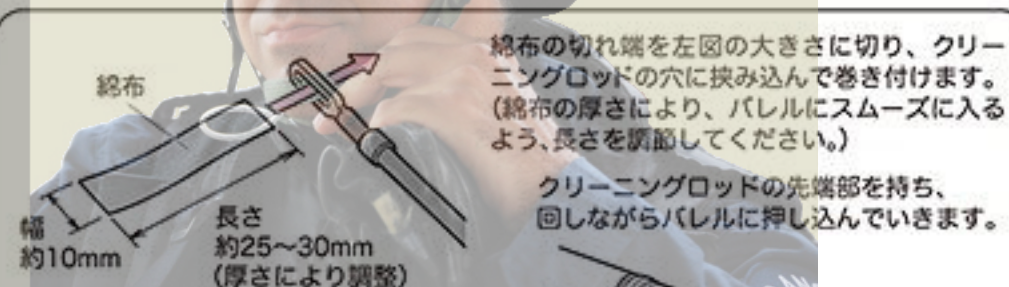 綿布の切れ端を左図の大きさに切り、クリー
ニングロッドの穴に挟み込んで巻き付けます。
(綿布の厚さにより、バレルにスムーズに入る
よう、長さを調節してください。)
クリーニングロッドの先端部を持ち、
回しながらバレルに押し込んでいきます。
綿布
幅
約10mm
長さ
約25〜30mm
(厚さにより調整)